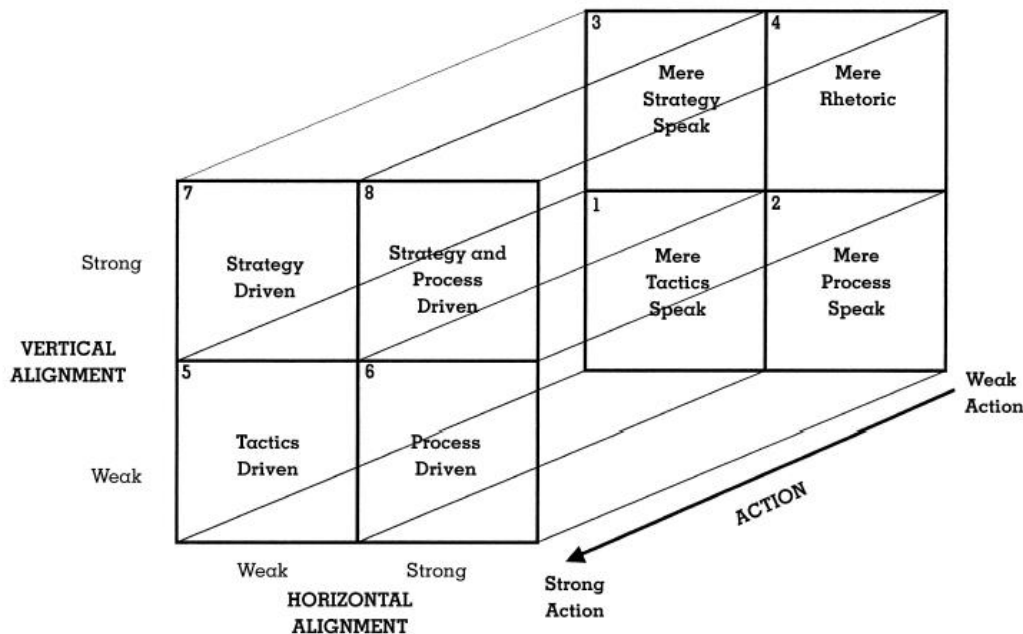 3
Mere
Strategy
Speak
4
Mere
Rhetoric
7
Strategy
Driven
8
Strategy and
Process
Driven
1
Mere
Tactics
Speak
2
Mere
Process
Speak
Strong
VERTICAL
ALIGNMENT
Weak
5
Tactics
Driven
6
Process
Driven
Weak
Action
ACTION
Strong
Action
Weak
Strong
HORIZONTAL
ALIGNMENT